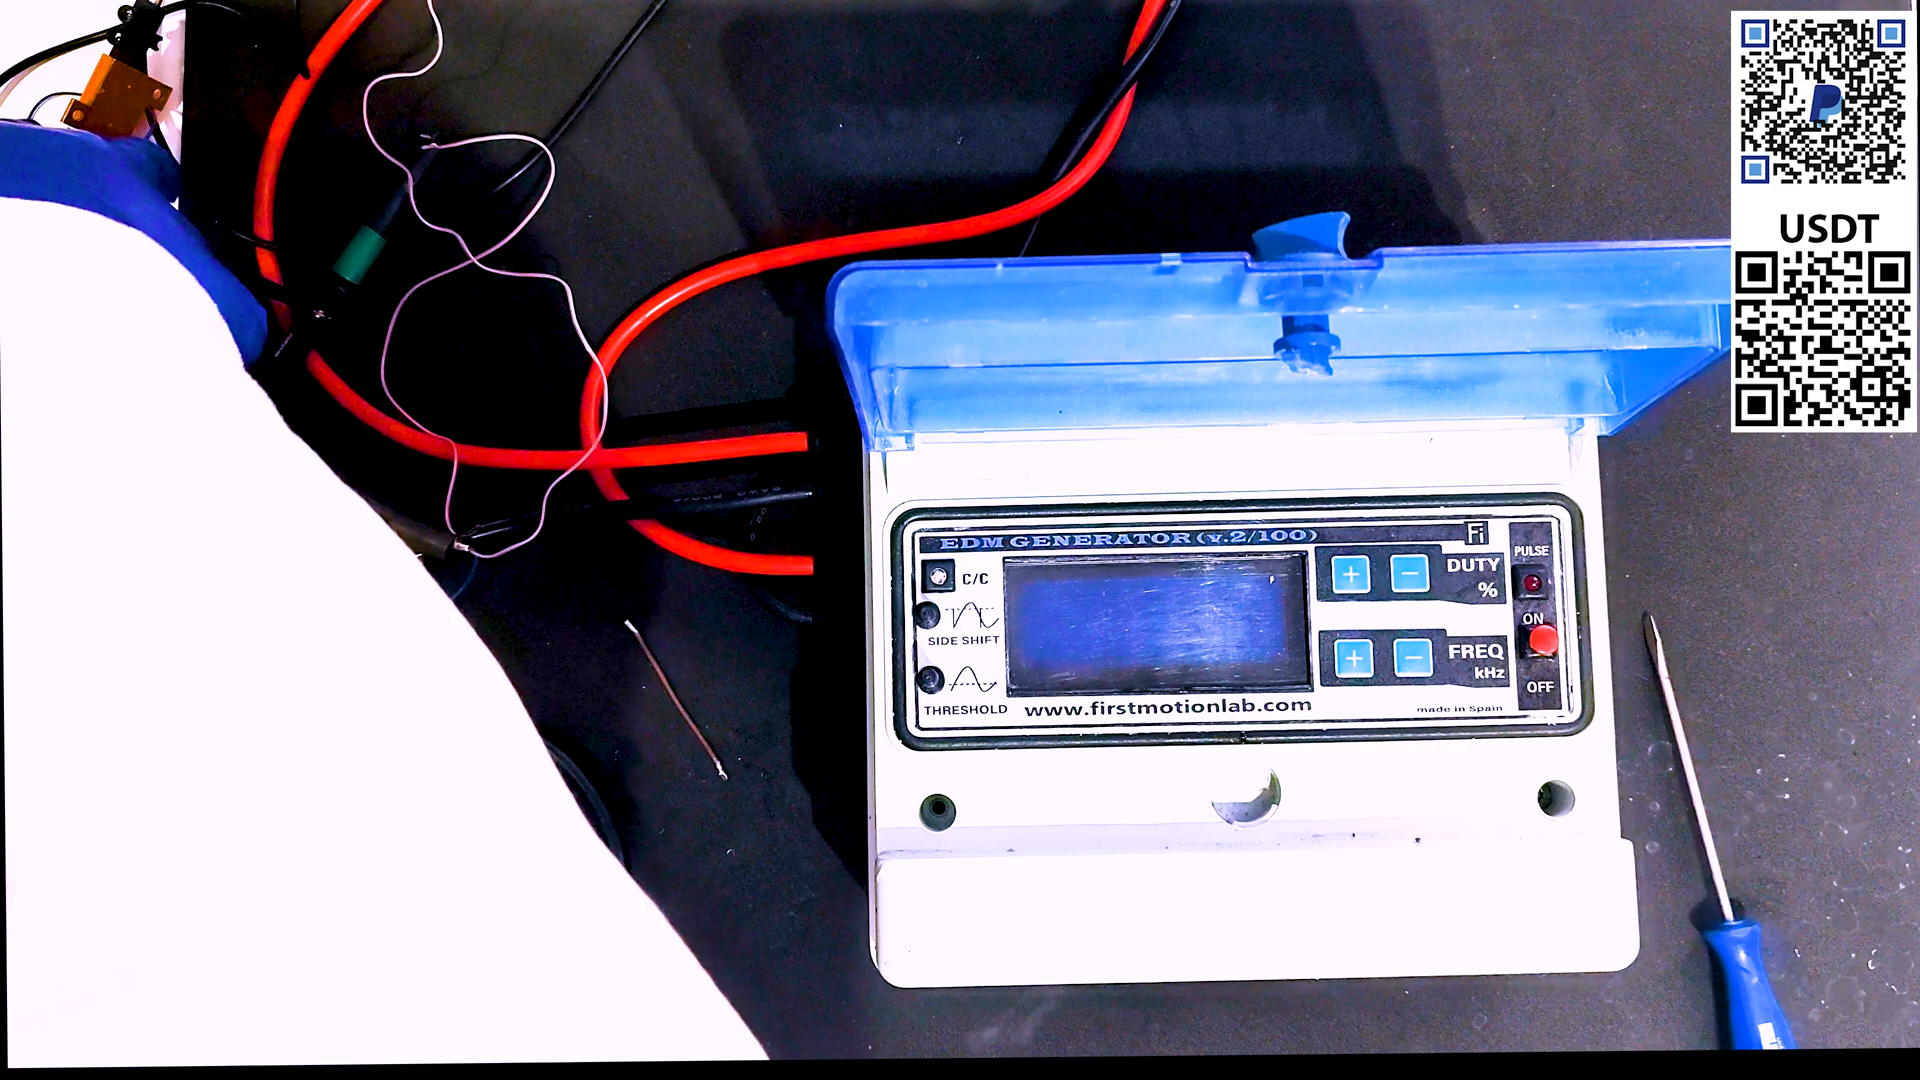 USDT
EDM GENERATOR (v.2/100)
Fi
PULSE
C/C
+
-
DUTY
%
SIDE SHIFT
ON
+
-
FREQ
kHz
OFF
THRESHOLD
www.firstmotionlab.com
made in Spain